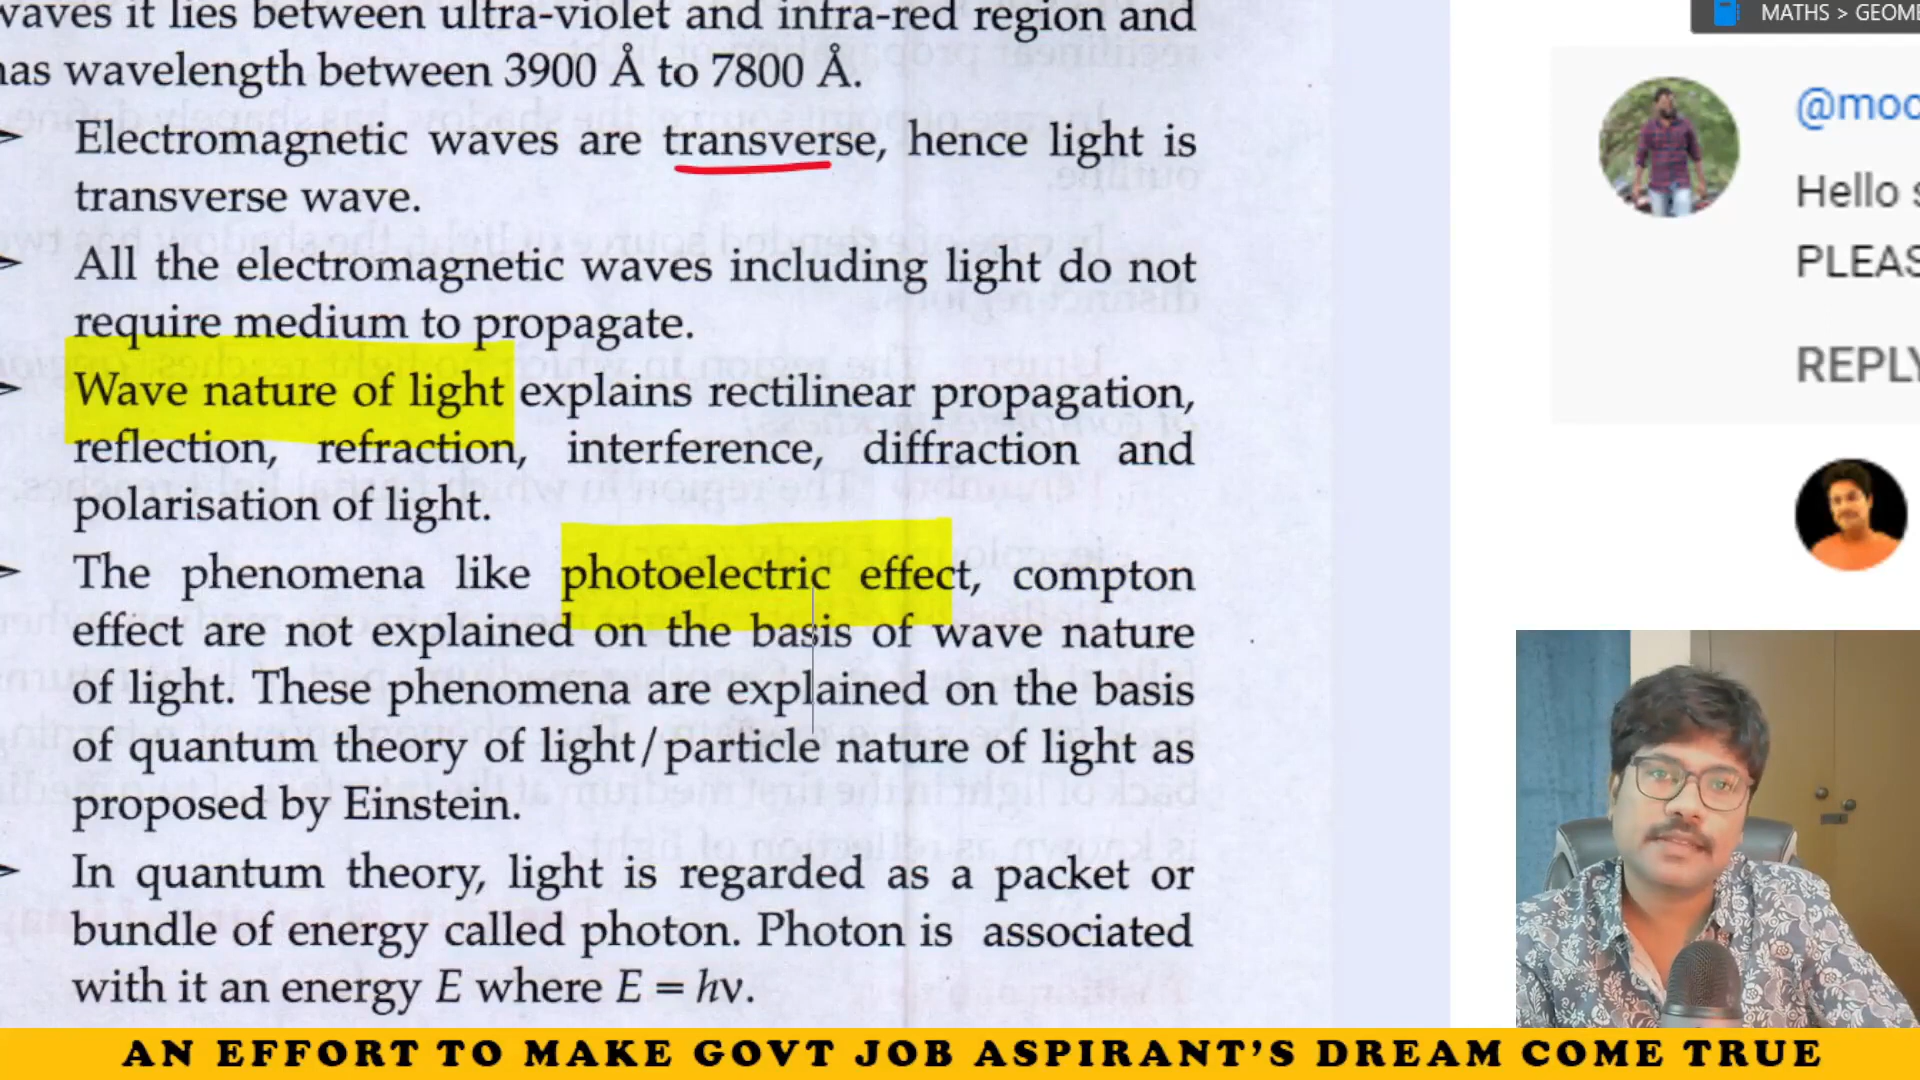 waves it lies between ultra-violet and infra-red region and
has wavelength between 3900 Å to 7800 Å.
➢ Electromagnetic waves are transverse, hence light is
transverse wave.
➢ All the electromagnetic waves including light do not
require medium to propagate.
➢ Wave nature of light explains rectilinear propagation,
reflection, refraction, interference, diffraction and
polarisation of light.
➢ The phenomena like photoelectric effect, compton
effect are not explained on the basis of wave nature
of light. These phenomena are explained on the basis
of quantum theory of light/particle nature of light as
proposed by Einstein.
➢ In quantum theory, light is regarded as a packet or
bundle of energy called photon. Photon is associated
with it an energy E where E = hν.
MATHS > GEOME
@moo
Hello s
PLEAS
REPLY
AN EFFORT TO MAKE GOVT JOB ASPIRANT'S DREAM COME TRUE